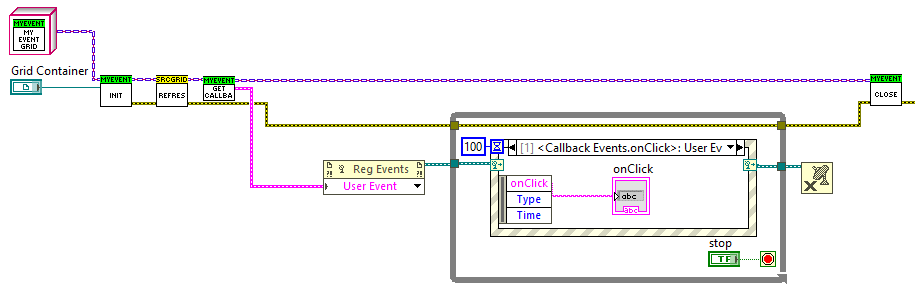 MYEVENT
MY
EVENT
GRID
Grid Container
MYEVENT
INIT
SRCGRID
REFRES
MYEVENT
GET
CALLBA
MYEVENT
CLOSE
100
[1] <Callback Events.onClick>: User Ev
Reg Events
User Event
onClick
Type
Time
onClick
abc
abc
stop
TF